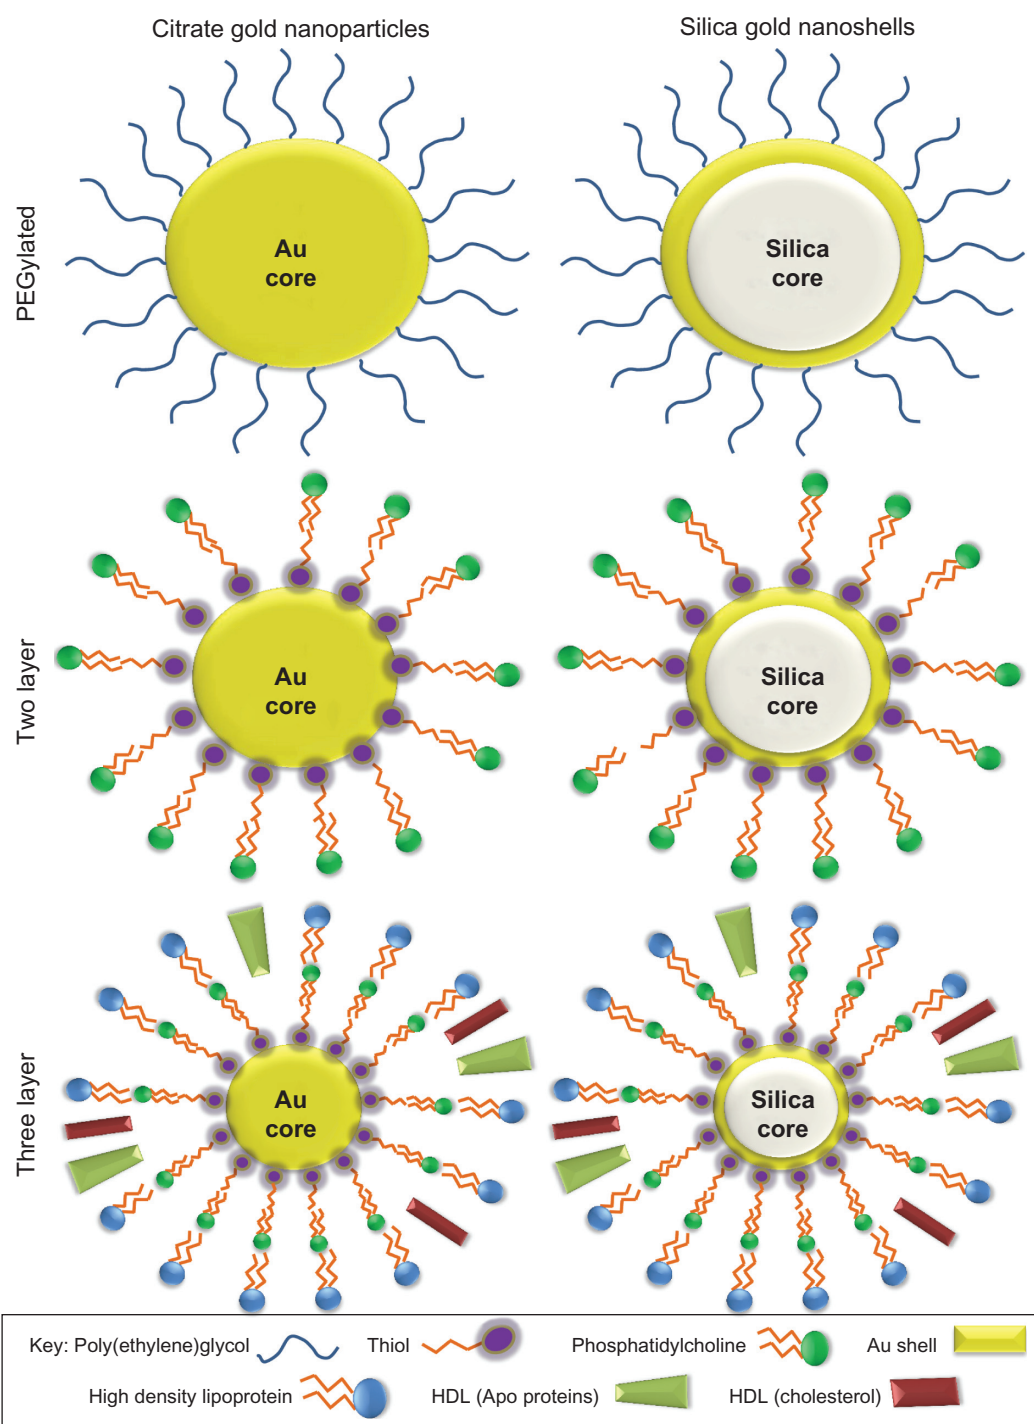 Citrate gold nanoparticles
Silica gold nanoshells
PEGylated
Au
core
Silica
core
Two layer
Au
core
Silica
core
Three layer
Au
core
Silica
core
Key: Poly(ethylene)glycol
Thiol
Phosphatidylcholine
Au shell
High density lipoprotein
HDL (Apo proteins)
HDL (cholesterol)